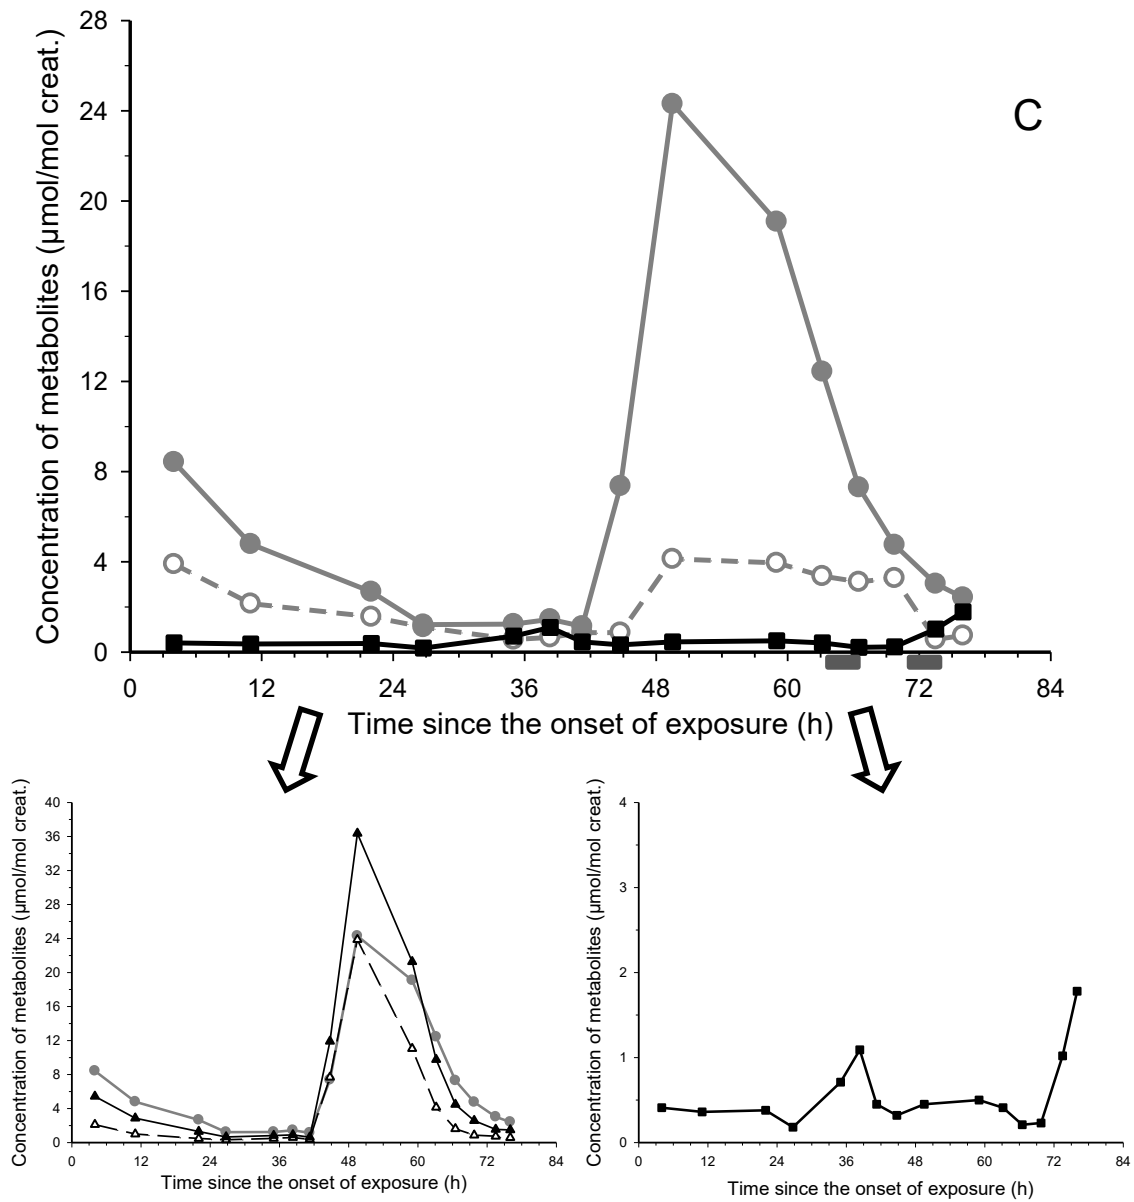 28
24
20
16
12
8
4
0
Concentration of metabolites (µmol/mol creat.)
C
0 12 24 36 48 60 72 84
Time since the onset of exposure (h)
40
36
32
28
24
20
16
12
8
4
0
Concentration of metabolites (µmol/mol creat.)
0 12 24 36 48 60 72 84
Time since the onset of exposure (h)
4
3
2
1
0
Concentration of metabolites (µmol/mol creat.)
0 12 24 36 48 60 72 84
Time since the onset of exposure (h)